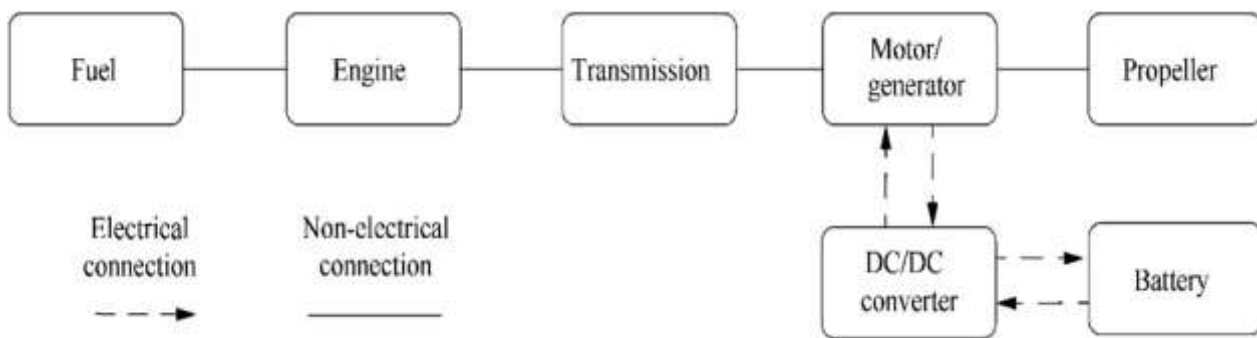 Fuel
Engine
Transmission
Motor/
generator
Propeller
Electrical
connection
Non-electrical
connection
DC/DC
converter
Battery